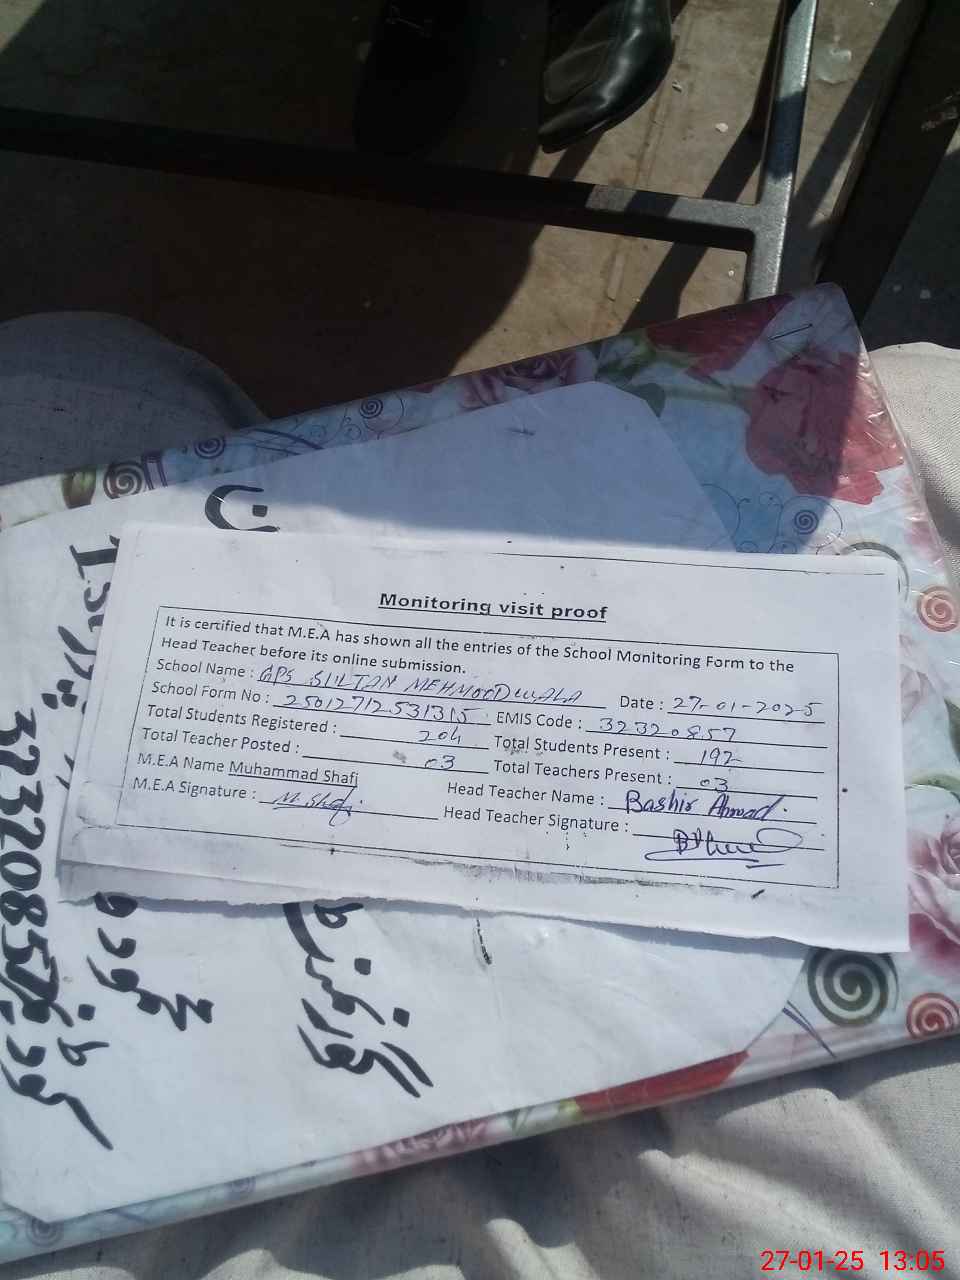 Monitoring visit proof
It is certified that M.E.A has shown all the entries of the School Monitoring Form to the
Head Teacher before its online submission.
School Name : GPS SULTAN MEHMOOD WALA Date : 27-01-2025
School Form No : 25012712531315 EMIS Code : 32320857
Total Students Registered : 204 Total Students Present : 192
Total Teacher Posted : 03 Total Teachers Present : 03
M.E.A Name Muhammad Shafi Head Teacher Name : Bashir Ahmad.
M.E.A Signature : M. Shafi Head Teacher Signature :
32320857
27-01-25 13:05